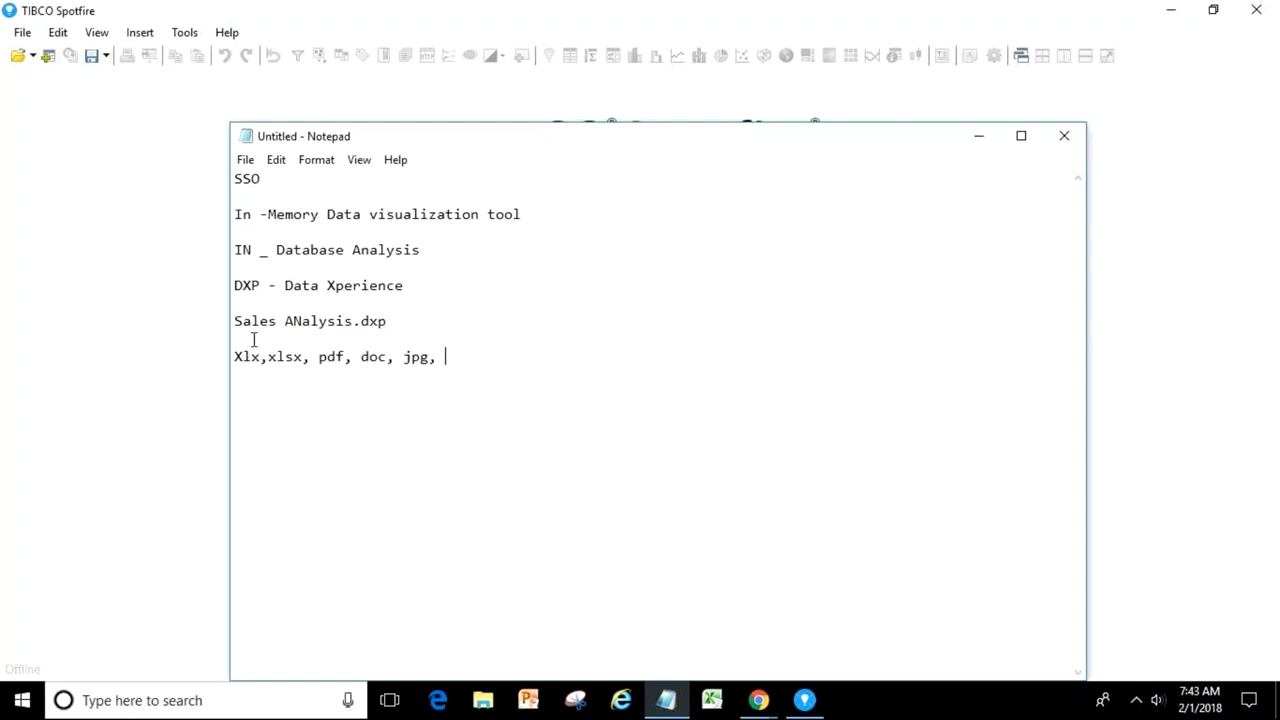 TIBCO Spotfire
File Edit View Insert Tools Help
Untitled - Notepad
File Edit Format View Help
SSO
In -Memory Data visualization tool
IN _ Database Analysis
DXP - Data Xperience
Sales ANalysis.dxp
Xlx,xlsx, pdf, doc, jpg,
Offline
Type here to search
7:43 AM
2/1/2018